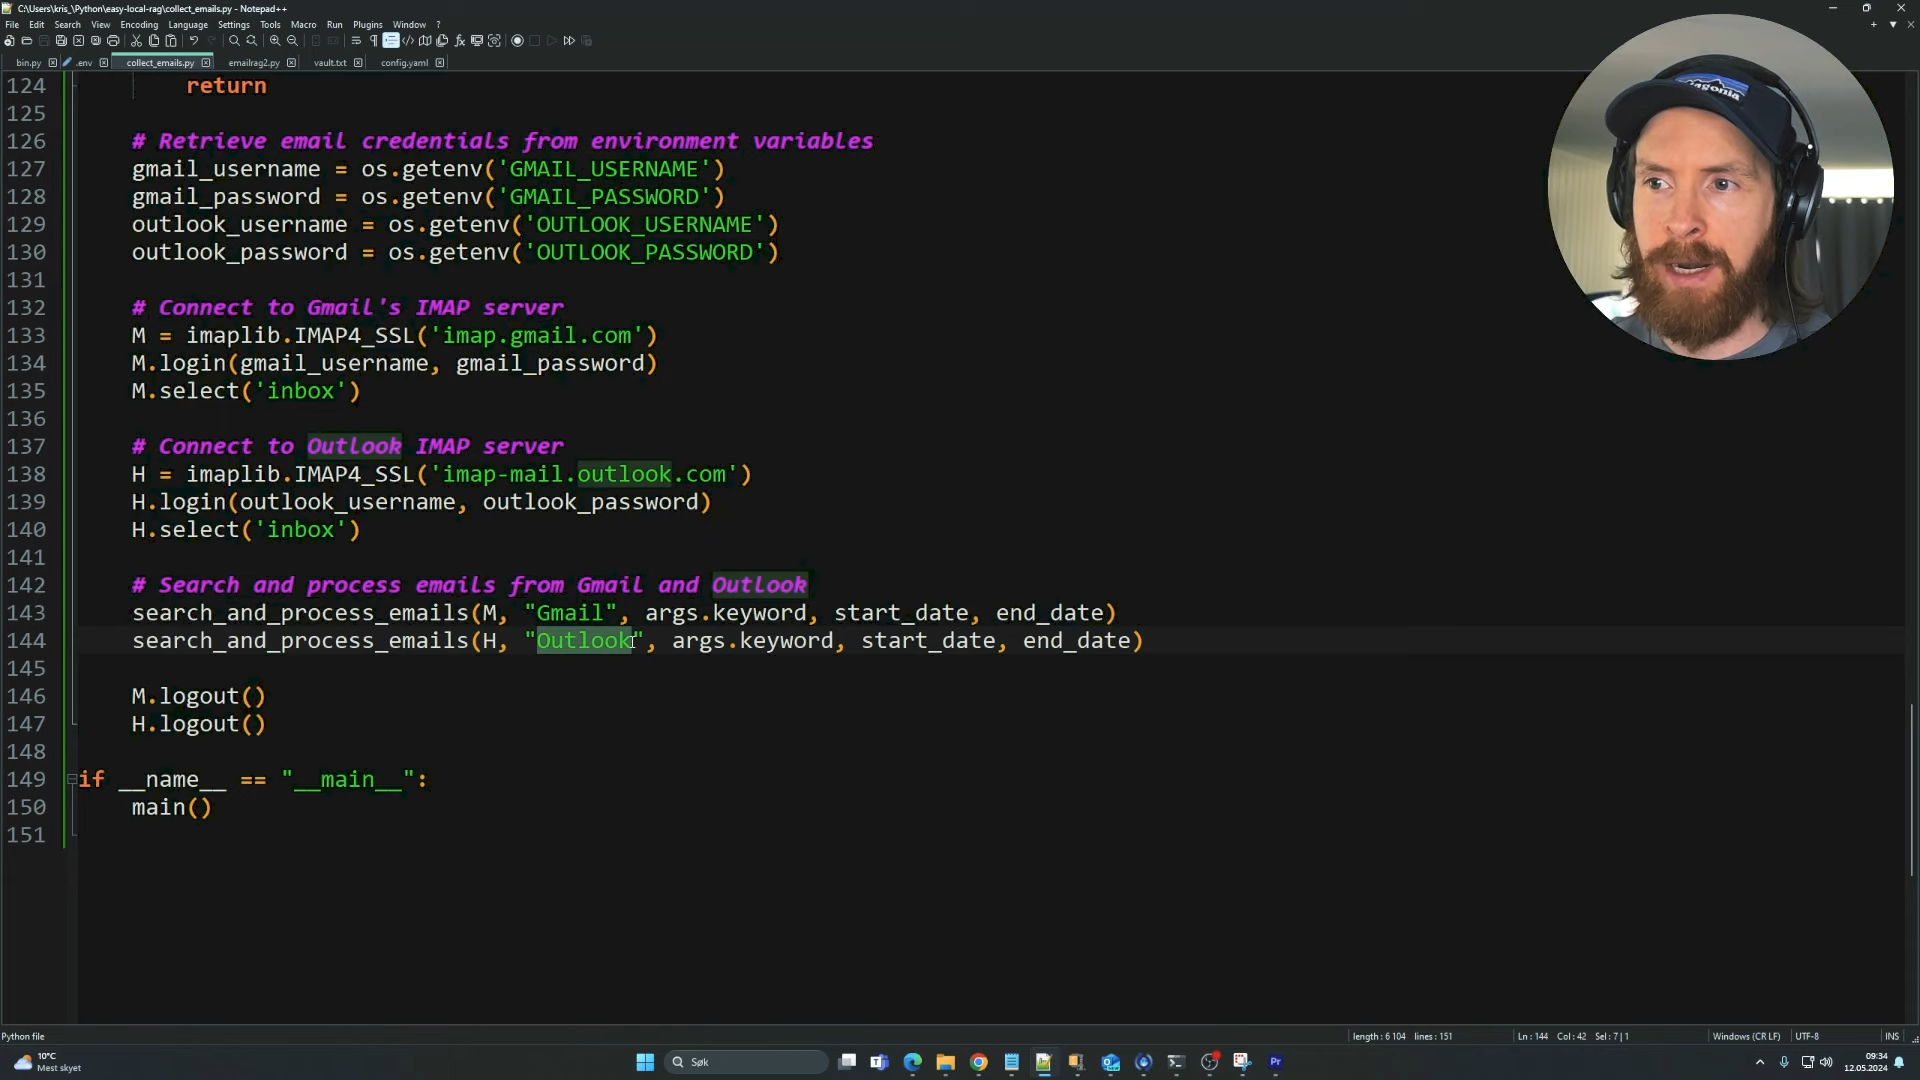 C:\Users\kris_\Python\easy-local-rag\collect_emails.py - Notepad++
File Edit Search View Encoding Language Settings Tools Macro Run Plugins Window ?
bin.py .env collect_emails.py emailrag2.py vault.txt config.yaml
124 return
125
126 # Retrieve email credentials from environment variables
127 gmail_username = os.getenv('GMAIL_USERNAME')
128 gmail_password = os.getenv('GMAIL_PASSWORD')
129 outlook_username = os.getenv('OUTLOOK_USERNAME')
130 outlook_password = os.getenv('OUTLOOK_PASSWORD')
131
132 # Connect to Gmail's IMAP server
133 M = imaplib.IMAP4_SSL('imap.gmail.com')
134 M.login(gmail_username, gmail_password)
135 M.select('inbox')
136
137 # Connect to Outlook IMAP server
138 H = imaplib.IMAP4_SSL('imap-mail.outlook.com')
139 H.login(outlook_username, outlook_password)
140 H.select('inbox')
141
142 # Search and process emails from Gmail and Outlook
143 search_and_process_emails(M, "Gmail", args.keyword, start_date, end_date)
144 search_and_process_emails(H, "Outlook", args.keyword, start_date, end_date)
145
146 M.logout()
147 H.logout()
148
149 if __name__ == "__main__":
150 main()
151
Python file length : 6 104 lines : 151 Ln : 144 Col : 42 Sel : 7 | 1 Windows (CR LF) UTF-8 INS
10°C
Mest skyet
Søk
09:34
12.05.2024